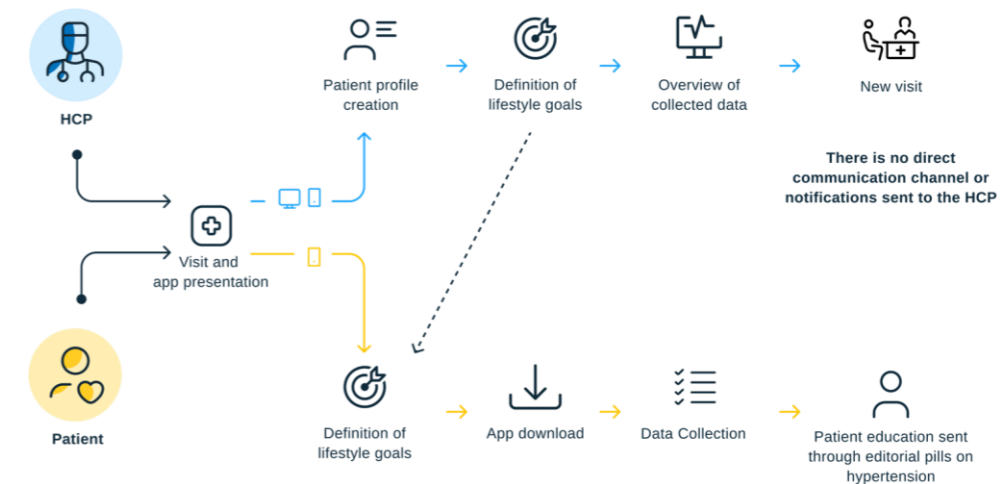 HCP
Patient profile
creation
Definition of
lifestyle goals
Overview of
collected data
New visit
There is no direct
communication channel or
notifications sent to the HCP
Visit and
app presentation
Patient
Definition of
lifestyle goals
App download
Data Collection
Patient education sent
through editorial pills on
hypertension